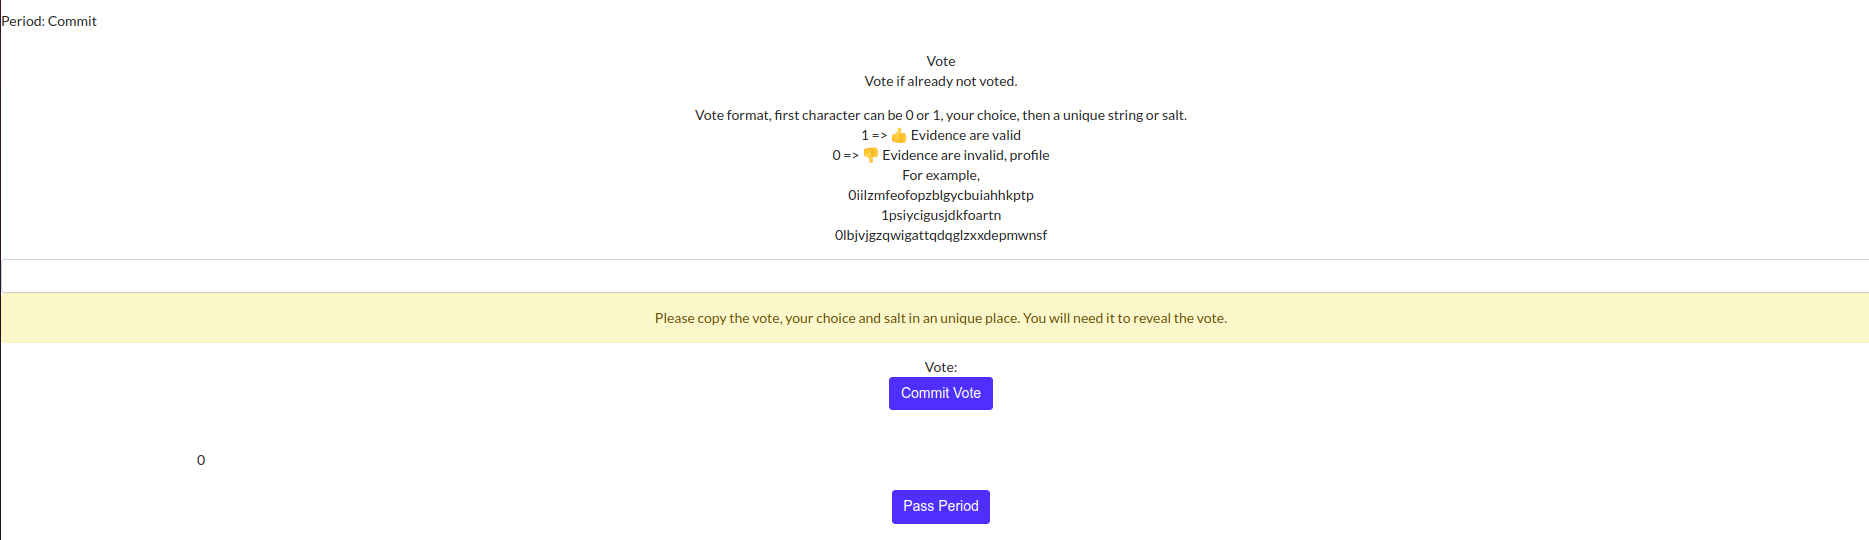 Period: Commit
Vote
Vote if already not voted.
Vote format, first character can be 0 or 1, your choice, then a unique string or salt.
1 => 👍 Evidence are valid
0 => 👎 Evidence are invalid, profile
For example,
0iilzmfeofopzblgycbuiahhkptp
1psiycigusjdkfoartn
0lbjvjgzqwigattqdqglzxxdepmwnsf
Please copy the vote, your choice and salt in an unique place. You will need it to reveal the vote.
Vote:
Commit Vote
0
Pass Period